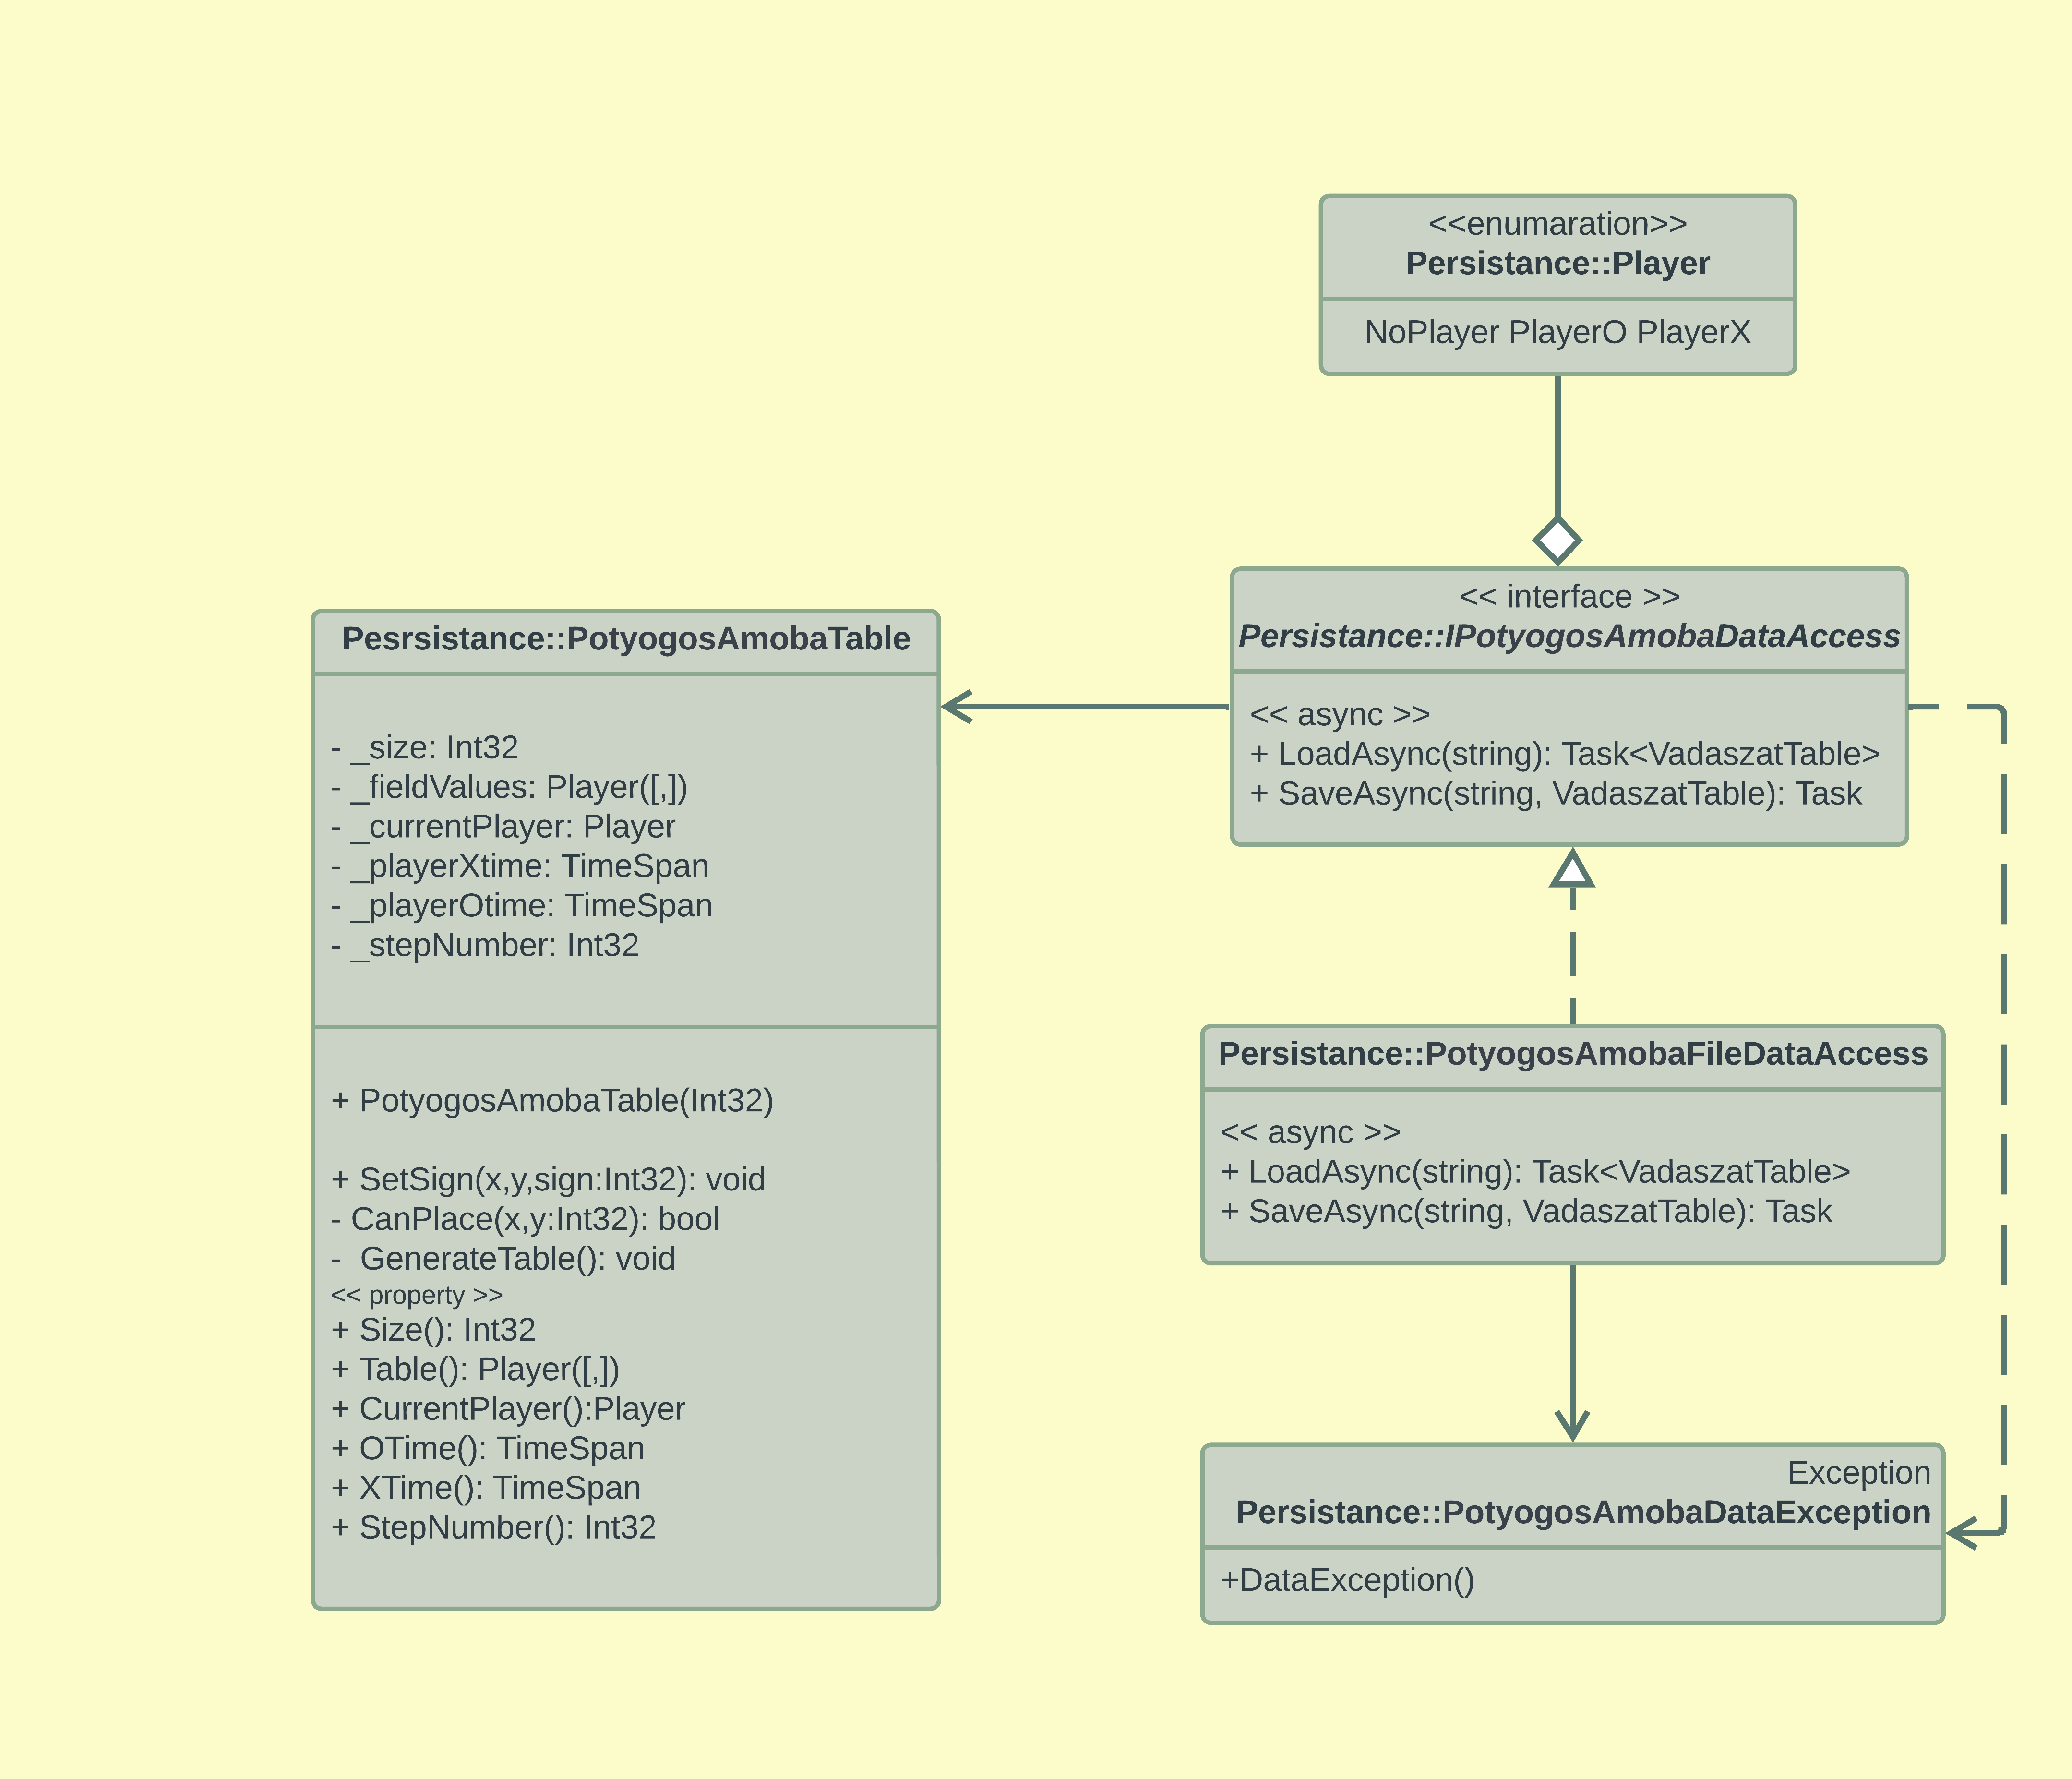 <<enumaration>>
Persistance::Player
NoPlayer PlayerO PlayerX
<< interface >>
Persistance::IPotyogosAmobaDataAccess
<< async >>
+ LoadAsync(string): Task<VadaszatTable>
+ SaveAsync(string, VadaszatTable): Task
Pesrsistance::PotyogosAmobaTable
- _size: Int32
- _fieldValues: Player([,])
- _currentPlayer: Player
- _playerXtime: TimeSpan
- _playerOtime: TimeSpan
- _stepNumber: Int32
+ PotyogosAmobaTable(Int32)
+ SetSign(x,y,sign:Int32): void
- CanPlace(x,y:Int32): bool
-  GenerateTable(): void
<< property >>
+ Size(): Int32
+ Table(): Player([,])
+ CurrentPlayer():Player
+ OTime(): TimeSpan
+ XTime(): TimeSpan
+ StepNumber(): Int32
Persistance::PotyogosAmobaFileDataAccess
<< async >>
+ LoadAsync(string): Task<VadaszatTable>
+ SaveAsync(string, VadaszatTable): Task
Exception
Persistance::PotyogosAmobaDataException
+DataException()